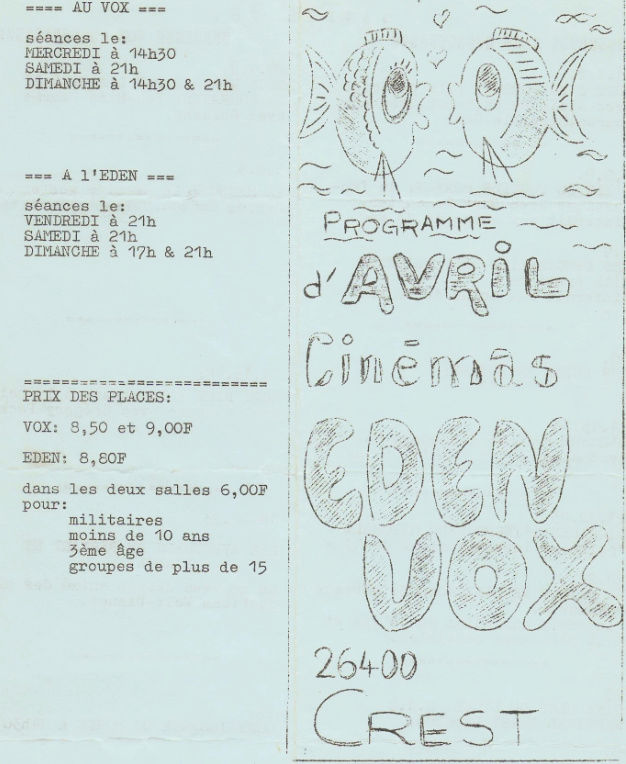 ==== AU VOX ===
séances le:
MERCREDI à 14h30
SAMEDI à 21h
DIMANCHE à 14h30 & 21h
=== A l'EDEN ===
séances le:
VENDREDI à 21h
SAMEDI à 21h
DIMANCHE à 17h & 21h
==========================
PRIX DES PLACES:
VOX: 8,50 et 9,00F
EDEN: 8,80F
dans les deux salles 6,00F
pour:
militaires
moins de 10 ans
3ème âge
groupes de plus de 15
PROGRAMME
d'AVRIL
Cinémas
EDEN
VOX
26400
CREST